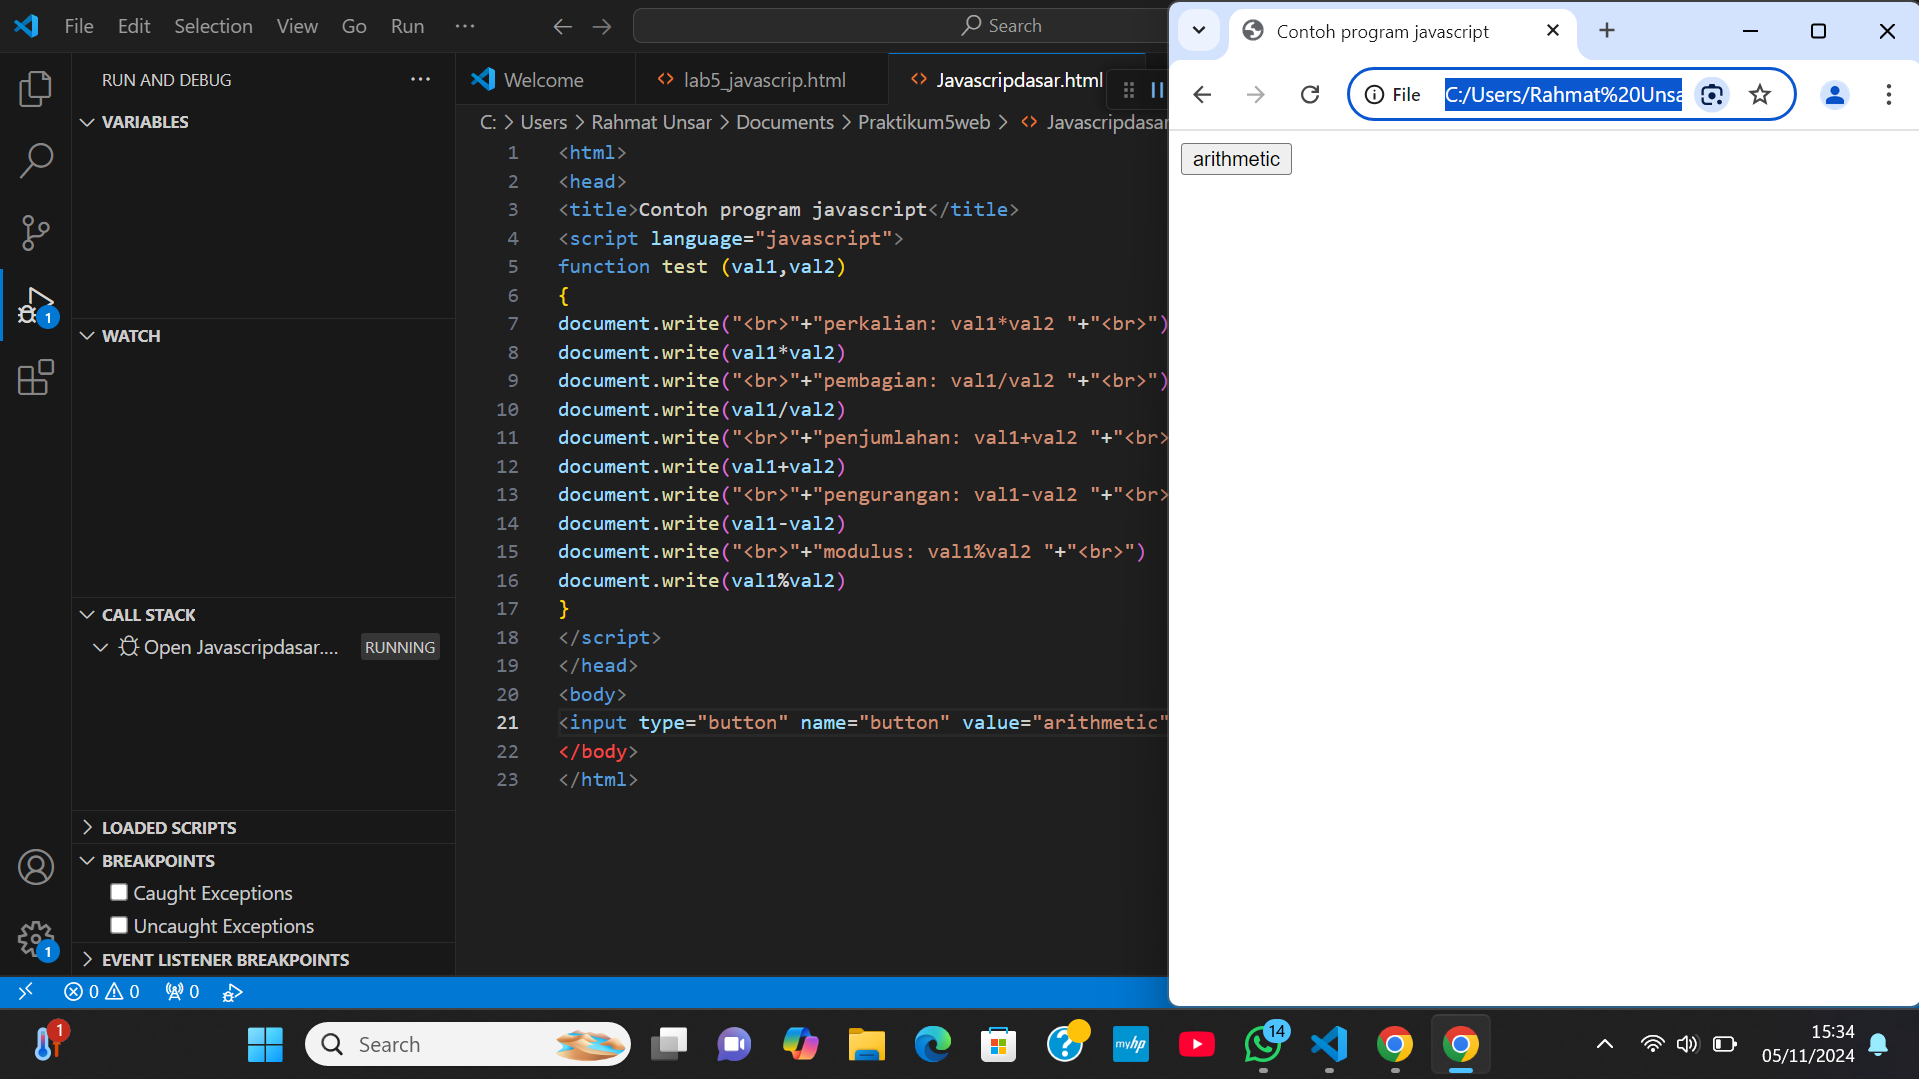 File Edit Selection View Go Run ··· Search
RUN AND DEBUG ···
VARIABLES
WATCH
CALL STACK
Open Javascripdasar.... RUNNING
LOADED SCRIPTS
BREAKPOINTS
Caught Exceptions
Uncaught Exceptions
EVENT LISTENER BREAKPOINTS
1
1
Welcome lab5_javascrip.html Javascripdasar.html
C: > Users > Rahmat Unsar > Documents > Praktikum5web > <> Javascripdasar
1 <html>
2 <head>
3 <title>Contoh program javascript</title>
4 <script language="javascript">
5 function test (val1,val2)
6 {
7 document.write("<br>"+"perkalian: val1*val2 "+"<br>")
8 document.write(val1*val2)
9 document.write("<br>"+"pembagian: val1/val2 "+"<br>")
10 document.write(val1/val2)
11 document.write("<br>"+"penjumlahan: val1+val2 "+"<br>
12 document.write(val1+val2)
13 document.write("<br>"+"pengurangan: val1-val2 "+"<br>
14 document.write(val1-val2)
15 document.write("<br>"+"modulus: val1%val2 "+"<br>")
16 document.write(val1%val2)
17 }
18 </script>
19 </head>
20 <body>
21 <input type="button" name="button" value="arithmetic"
22 </body>
23 </html>
0 0 0
Contoh program javascript
File C:/Users/Rahmat%20Unsa
arithmetic
1 Search myhp 14 15:34
05/11/2024